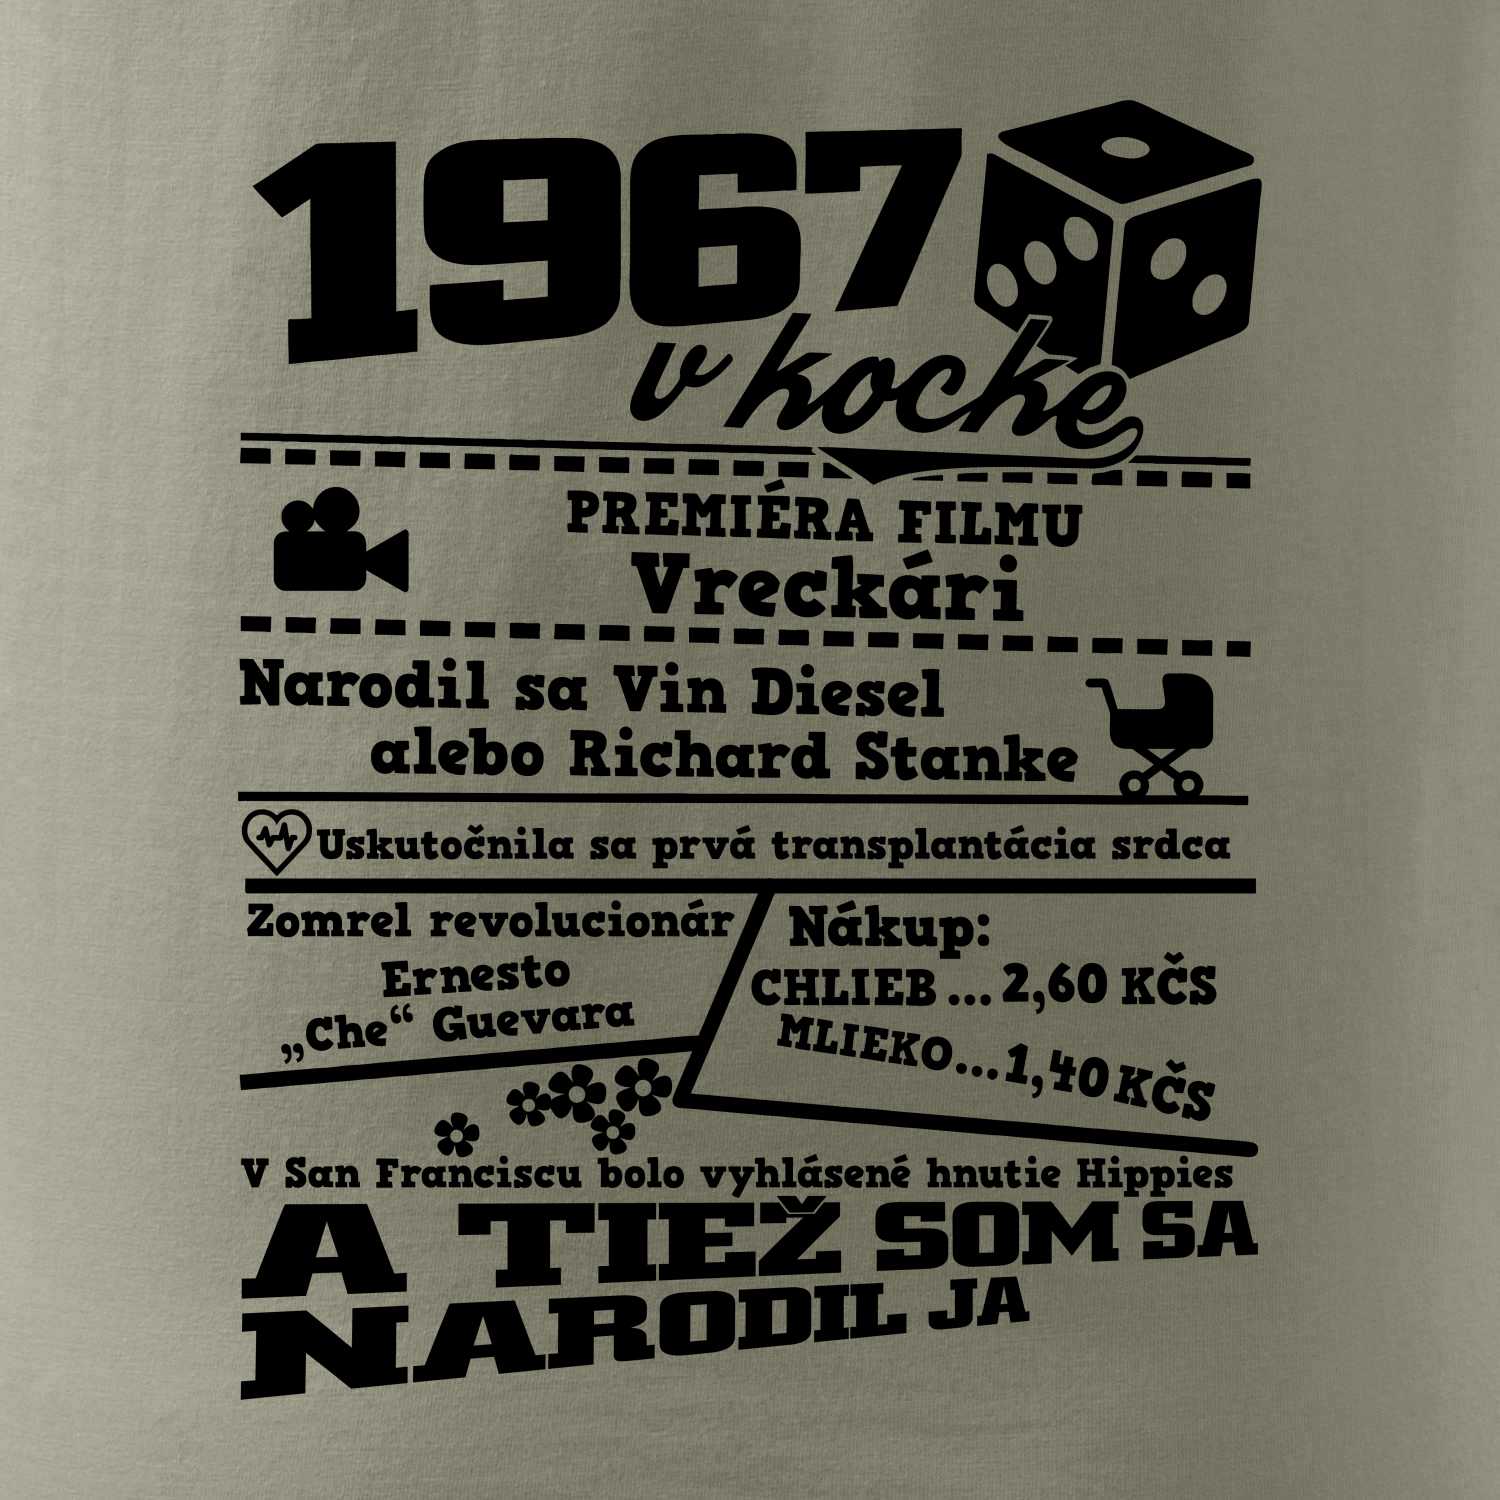 1967
v kocke
PREMIÉRA FILMU
Vreckári
Narodil sa Vin Diesel
alebo Richard Stanke
Uskutočnila sa prvá transplantácia srdca
Zomrel revolucionár
Ernesto
„Che“ Guevara
Nákup:
CHLIEB ... 2,60 KČS
MLIEKO... 1,40 KČS
V San Franciscu bolo vyhlásené hnutie Hippies
A TIEŽ SOM SA
NARODIL JA